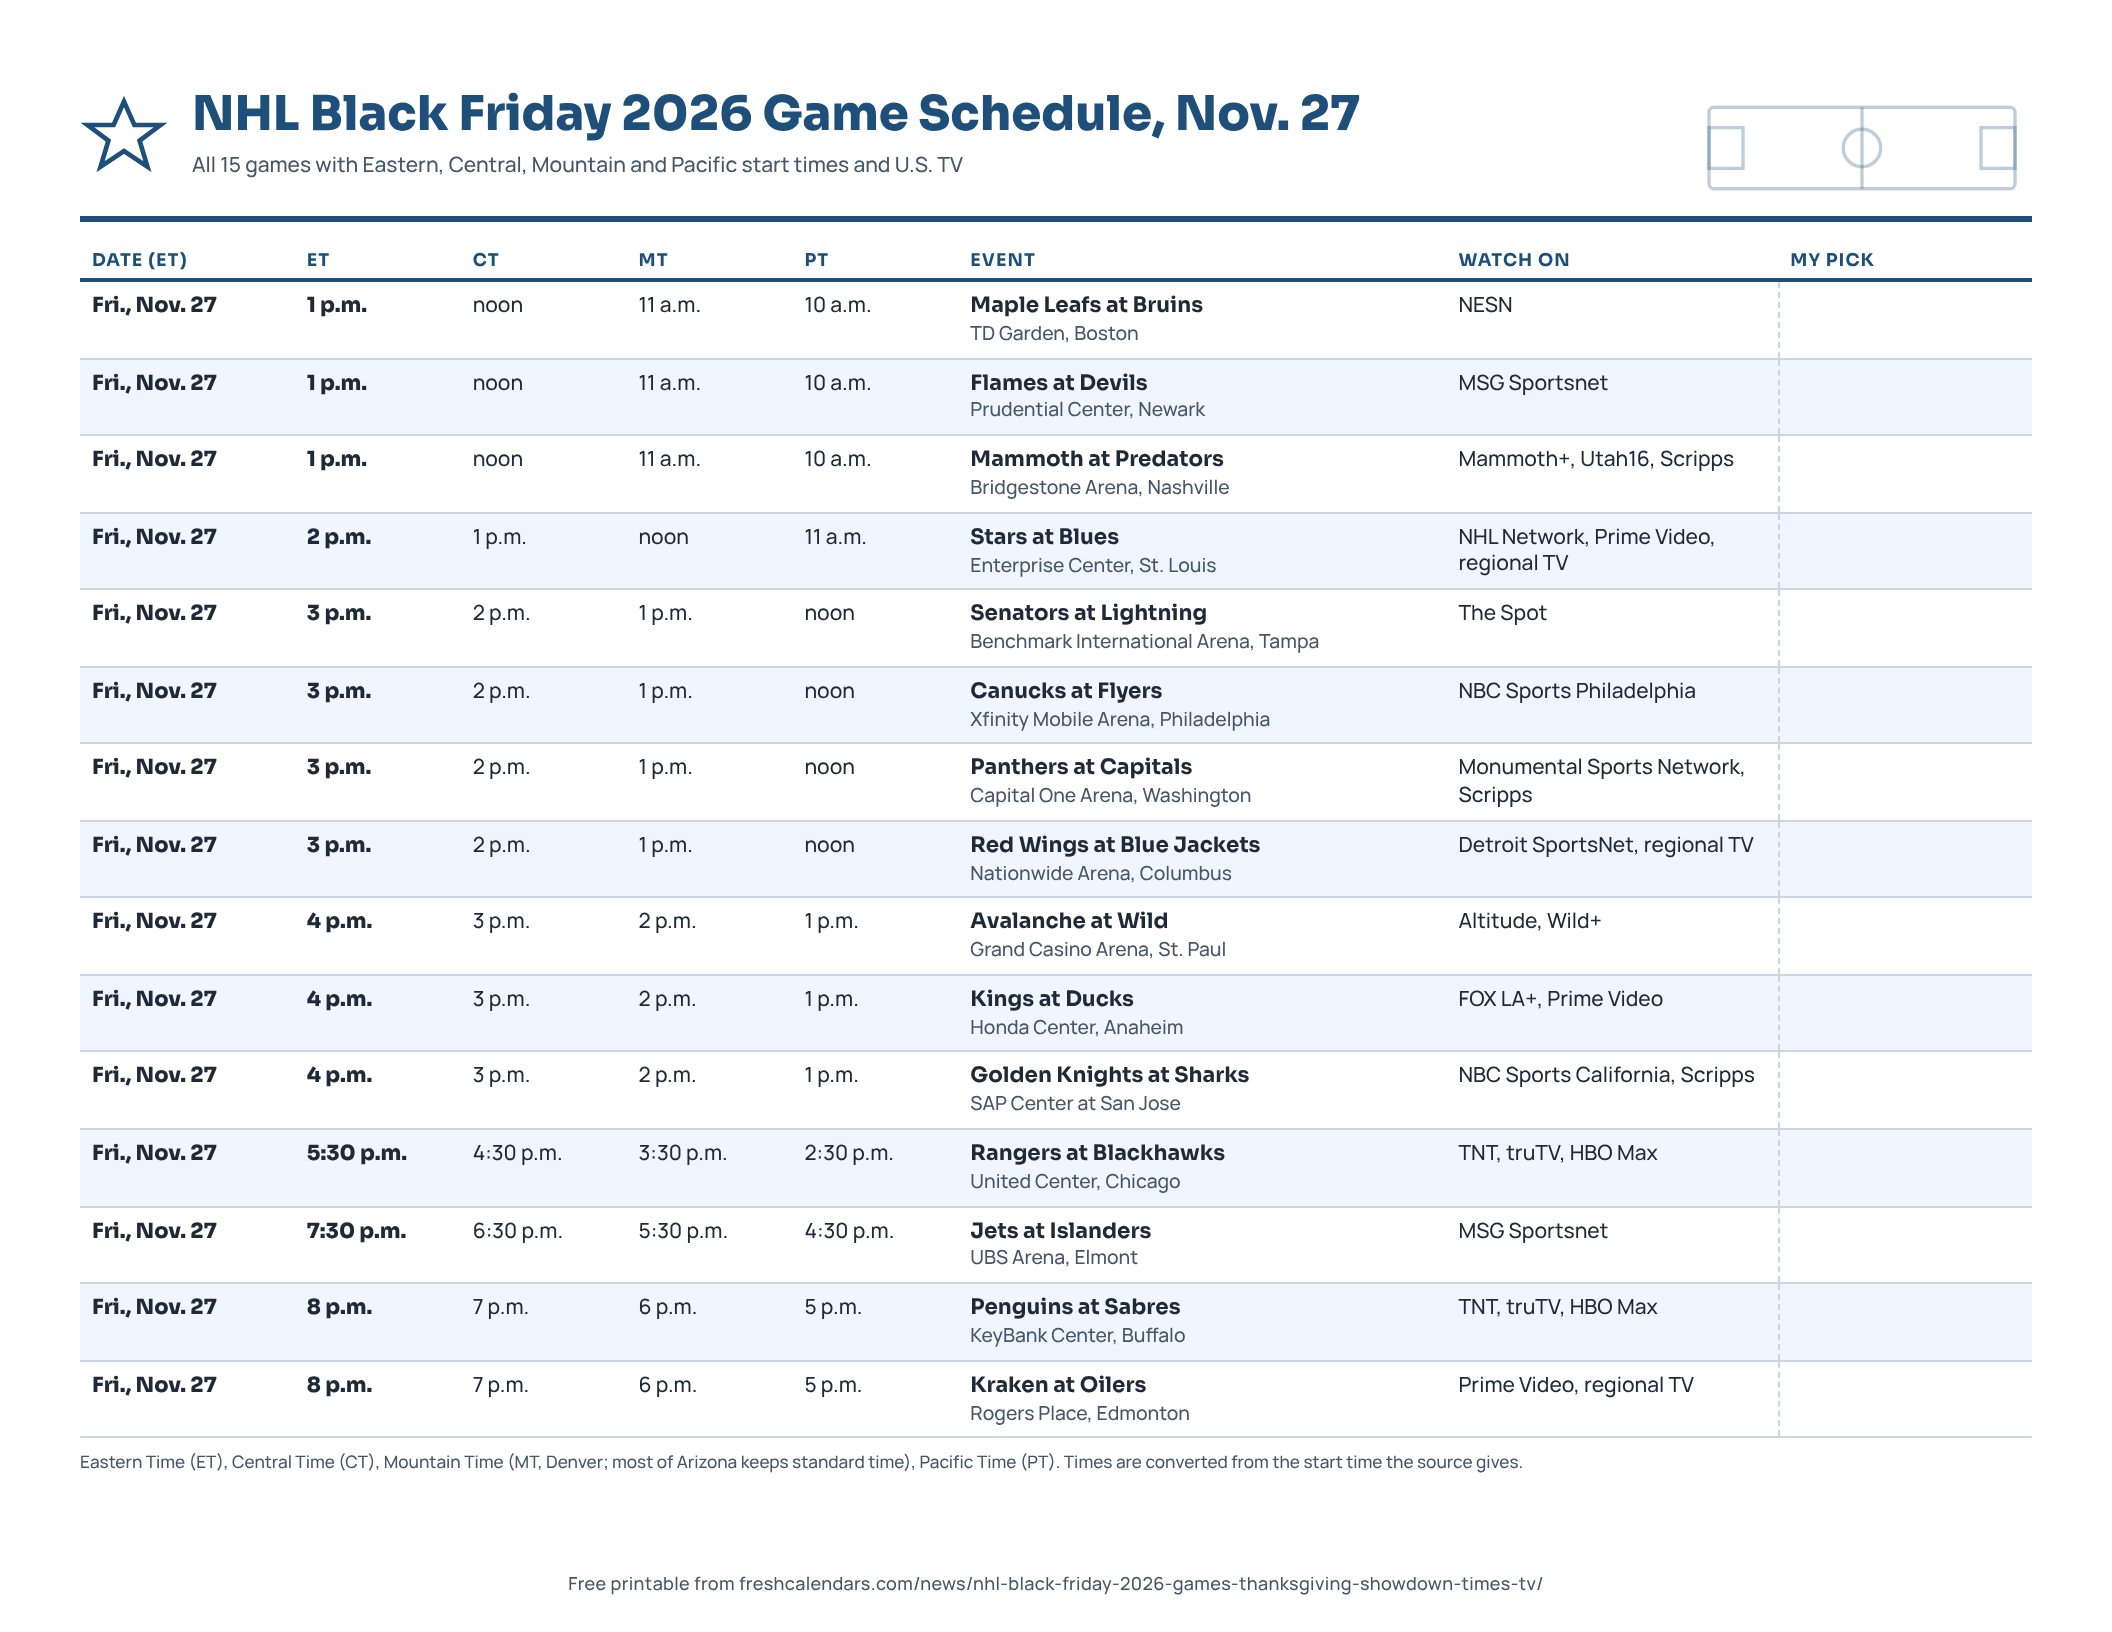 NHL Black Friday 2026 Game Schedule, Nov. 27
All 15 games with Eastern, Central, Mountain and Pacific start times and U.S. TV
DATE (ET) ET CT MT PT EVENT WATCH ON MY PICK
Fri., Nov. 27 1 p.m. noon 11 a.m. 10 a.m. Maple Leafs at Bruins NESN
TD Garden, Boston
Fri., Nov. 27 1 p.m. noon 11 a.m. 10 a.m. Flames at Devils MSG Sportsnet
Prudential Center, Newark
Fri., Nov. 27 1 p.m. noon 11 a.m. 10 a.m. Mammoth at Predators Mammoth+, Utah16, Scripps
Bridgestone Arena, Nashville
Fri., Nov. 27 2 p.m. 1 p.m. noon 11 a.m. Stars at Blues NHL Network, Prime Video,
Enterprise Center, St. Louis regional TV
Fri., Nov. 27 3 p.m. 2 p.m. 1 p.m. noon Senators at Lightning The Spot
Benchmark International Arena, Tampa
Fri., Nov. 27 3 p.m. 2 p.m. 1 p.m. noon Canucks at Flyers NBC Sports Philadelphia
Xfinity Mobile Arena, Philadelphia
Fri., Nov. 27 3 p.m. 2 p.m. 1 p.m. noon Panthers at Capitals Monumental Sports Network,
Capital One Arena, Washington Scripps
Fri., Nov. 27 3 p.m. 2 p.m. 1 p.m. noon Red Wings at Blue Jackets Detroit SportsNet, regional TV
Nationwide Arena, Columbus
Fri., Nov. 27 4 p.m. 3 p.m. 2 p.m. 1 p.m. Avalanche at Wild Altitude, Wild+
Grand Casino Arena, St. Paul
Fri., Nov. 27 4 p.m. 3 p.m. 2 p.m. 1 p.m. Kings at Ducks FOX LA+, Prime Video
Honda Center, Anaheim
Fri., Nov. 27 4 p.m. 3 p.m. 2 p.m. 1 p.m. Golden Knights at Sharks NBC Sports California, Scripps
SAP Center at San Jose
Fri., Nov. 27 5:30 p.m. 4:30 p.m. 3:30 p.m. 2:30 p.m. Rangers at Blackhawks TNT, truTV, HBO Max
United Center, Chicago
Fri., Nov. 27 7:30 p.m. 6:30 p.m. 5:30 p.m. 4:30 p.m. Jets at Islanders MSG Sportsnet
UBS Arena, Elmont
Fri., Nov. 27 8 p.m. 7 p.m. 6 p.m. 5 p.m. Penguins at Sabres TNT, truTV, HBO Max
KeyBank Center, Buffalo
Fri., Nov. 27 8 p.m. 7 p.m. 6 p.m. 5 p.m. Kraken at Oilers Prime Video, regional TV
Rogers Place, Edmonton
Eastern Time (ET), Central Time (CT), Mountain Time (MT, Denver; most of Arizona keeps standard time), Pacific Time (PT). Times are converted from the start time the source gives.
Free printable from freshcalendars.com/news/nhl-black-friday-2026-games-thanksgiving-showdown-times-tv/